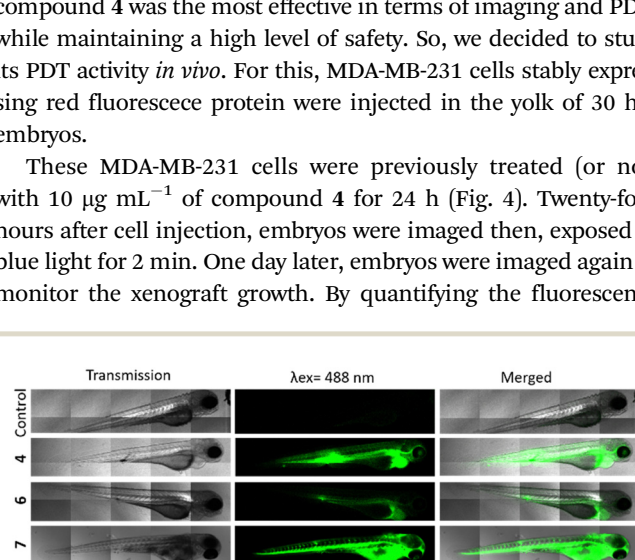 compound 4 was the most effective in terms of imaging and PD
while maintaining a high level of safety. So, we decided to stu
its PDT activity in vivo. For this, MDA-MB-231 cells stably expre
sing red fluorescece protein were injected in the yolk of 30 h
embryos.
These MDA-MB-231 cells were previously treated (or no
with 10 μg mL−1 of compound 4 for 24 h (Fig. 4). Twenty-fo
hours after cell injection, embryos were imaged then, exposed
blue light for 2 min. One day later, embryos were imaged again
monitor the xenograft growth. By quantifying the fluorescen
Transmission λex= 488 nm Merged
Control
4
6
7